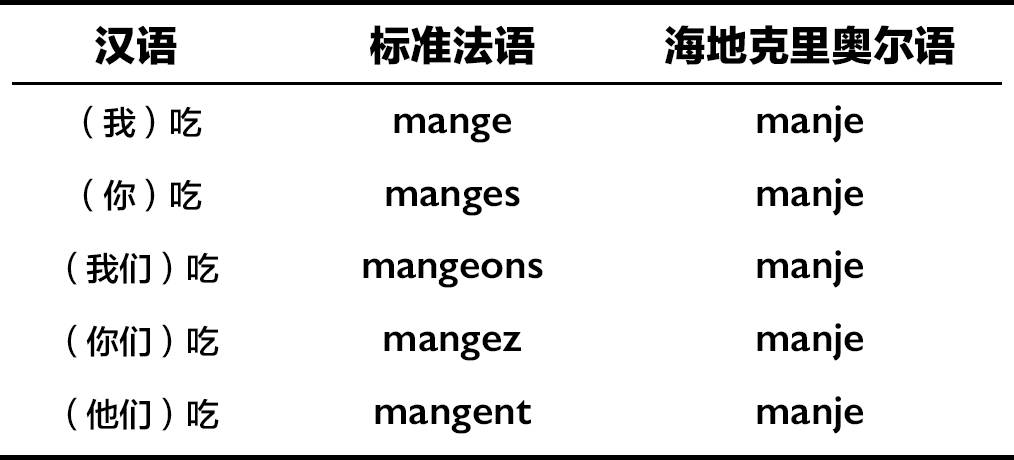 汉语 标准法语 海地克里奥尔语
（我）吃 mange manje
（你）吃 manges manje
（我们）吃 mangeons manje
（你们）吃 mangez manje
（他们）吃 mangent manje